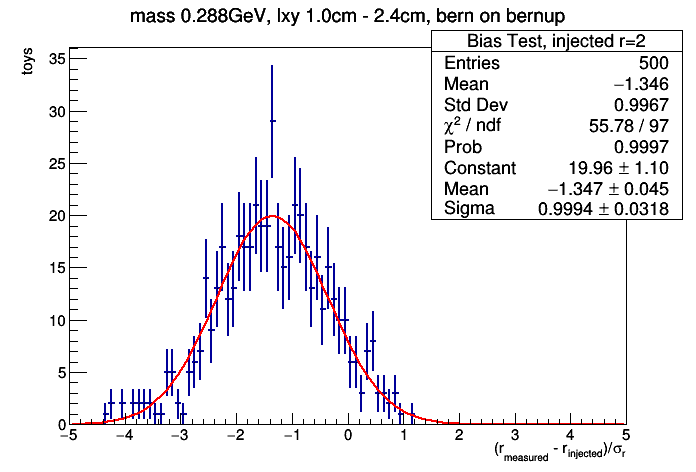 mass 0.288GeV, lxy 1.0cm - 2.4cm, bern on bernup
Bias Test, injected r=2
Entries 500
Mean −1.346
Std Dev 0.9967
χ² / ndf 55.78 / 97
Prob 0.9997
Constant 19.96 ± 1.10
Mean −1.347 ± 0.045
Sigma 0.9994 ± 0.0318
toys
35
30
25
20
15
10
5
0
−5 −4 −3 −2 −1 0 1 2 3 4 5
(r_measured - r_injected)/σ_r